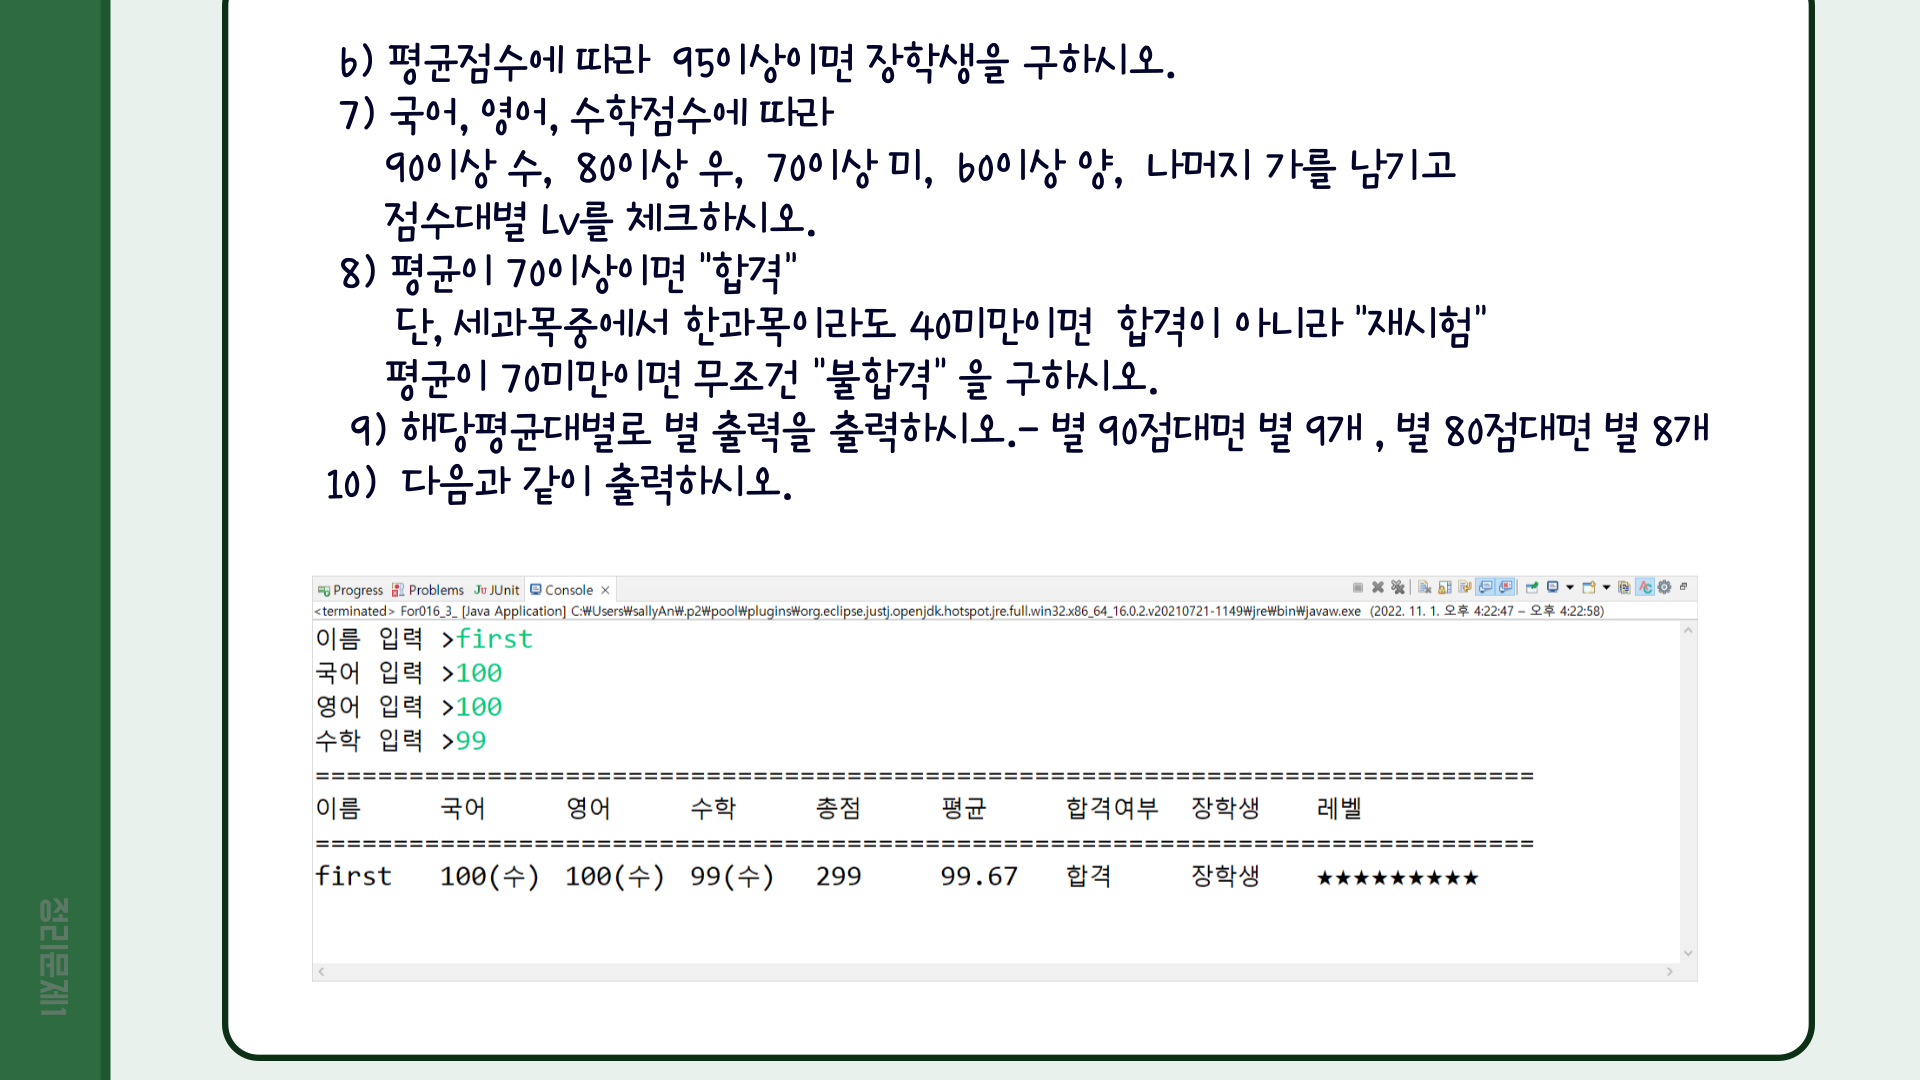 6) 평균점수에 따라  95이상이면 장학생을 구하시오.
7) 국어, 영어, 수학점수에 따라
90이상 수,  80이상 우,  70이상 미,  60이상 양,  나머지 가를 남기고
점수대별 Lv를 체크하시오.
8) 평균이 70이상이면 "합격"
단, 세과목중에서 한과목이라도 40미만이면  합격이 아니라 "재시험"
평균이 70미만이면 무조건 "불합격" 을 구하시오.
9) 해당평균대별로 별 출력을 출력하시오.- 별 90점대면 별 9개 , 별 80점대면 별 8개
10)  다음과 같이 출력하시오.
Progress Problems JUnit Console
<terminated> For016_3_ [Java Application] C:₩Users₩sallyAn₩.p2₩pool₩plugins₩org.eclipse.justj.openjdk.hotspot.jre.full.win32.x86_64_16.0.2.v20210721-1149₩jre₩bin₩javaw.exe  (2022. 11. 1. 오후 4:22:47 – 오후 4:22:58)
이름 입력 >first
국어 입력 >100
영어 입력 >100
수학 입력 >99
==============================================================================
이름 국어 영어 수학 총점 평균 합격여부 장학생 레벨
==============================================================================
first 100(수) 100(수) 99(수) 299 99.67 합격 장학생 ★★★★★★★★★
정리문제1